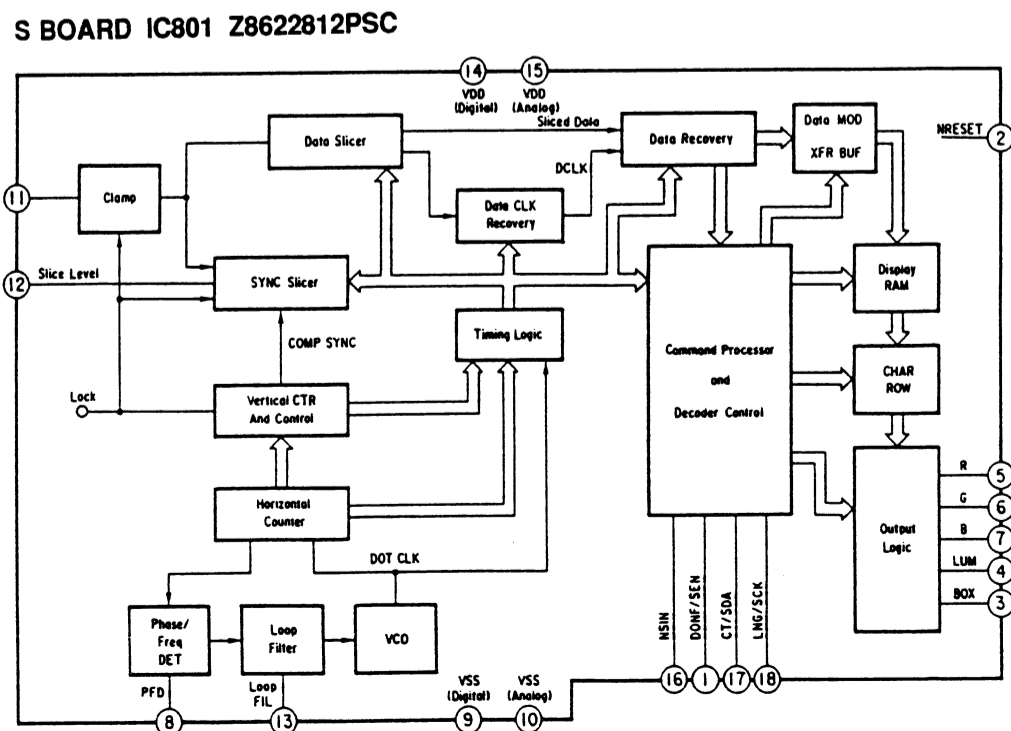 S BOARD IC801 Z8622812PSC
14
15
VDD
(Digital)
VDD
(Analog)
Sliced Data
Data Slicer
Data Recovery
Data MOD
XFR BUF
NRESET
2
DCLK
11
Clamp
Data CLK
Recovery
12
Slice Level
SYNC Slicer
Display
RAM
COMP SYNC
Timing Logic
Command Processor
and
Decoder Control
CHAR
ROW
Lock
Vertical CTR
And Control
Horizontal
Counter
DOT CLK
Output
Logic
R
5
G
6
B
7
LUM
4
BOX
3
Phase/
Freq
DET
Loop
Filter
VCO
NSIN
DONF/SEN
CT/SDA
LNG/SCK
PFD
Loop
FIL
VSS
(Digital)
VSS
(Analog)
16
1
17
18
8
13
9
10